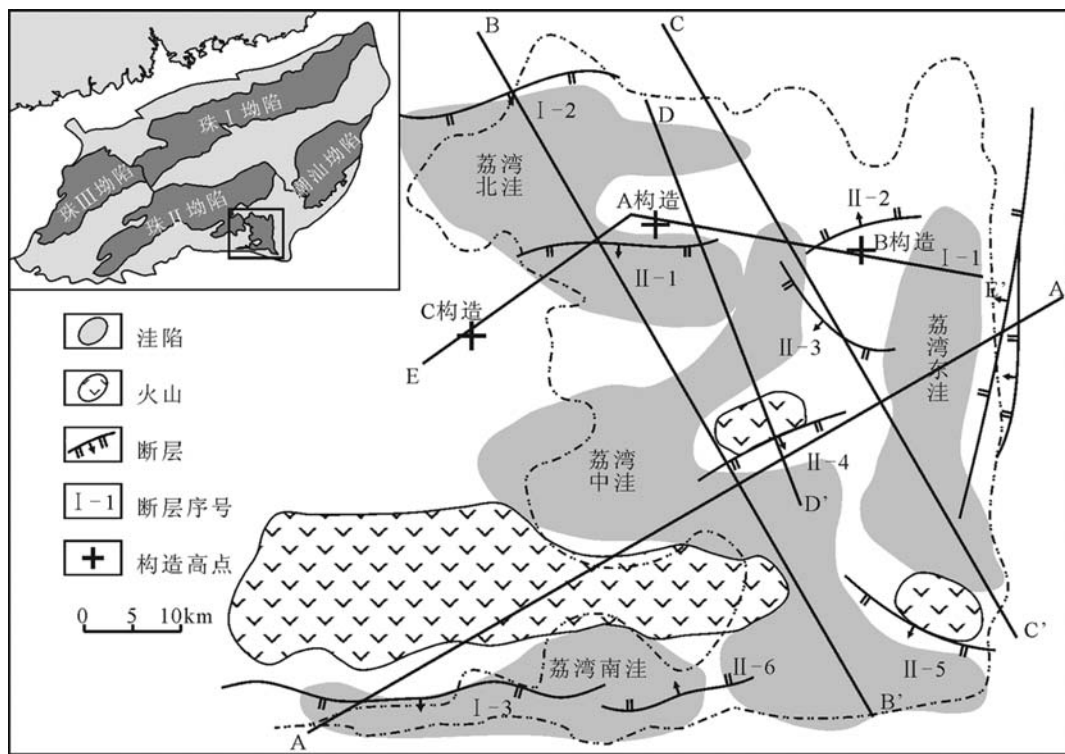 珠Ⅰ坳陷
珠Ⅲ坳陷
珠Ⅱ坳陷
潮汕坳陷
洼陷
火山
断层
Ⅰ-1
断层序号
构造高点
0 5 10km
B
C
Ⅰ-2
D
荔湾
北洼
A构造
Ⅱ-2
B构造
Ⅰ-1
Ⅱ-1
E'
A
C构造
Ⅱ-3
荔湾
东洼
E
荔湾
中洼
Ⅱ-4
D'
C'
荔湾南洼
Ⅱ-6
Ⅱ-5
Ⅰ-3
B'
A